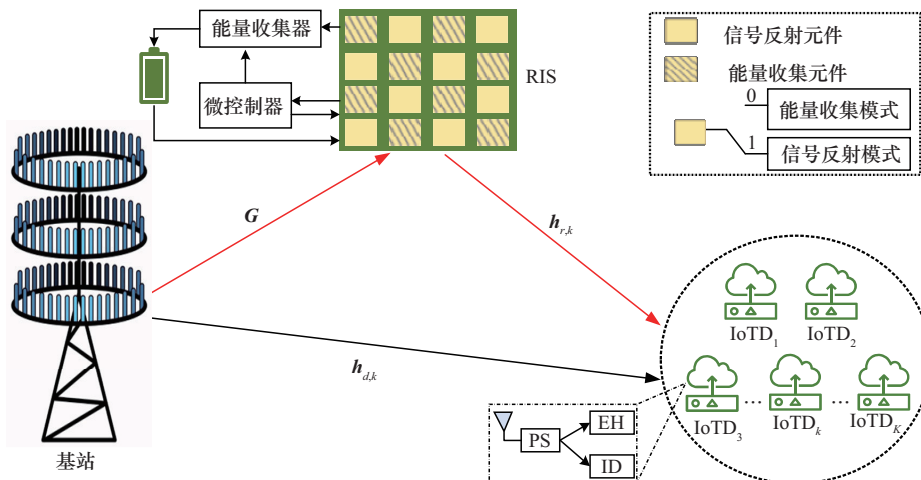 能量收集器
微控制器
RIS
信号反射元件
能量收集元件
0
能量收集模式
1
信号反射模式
G
h_{r,k}
h_{d,k}
基站
IoTD_1
IoTD_2
IoTD_3
…
IoTD_k
…
IoTD_K
PS
EH
ID